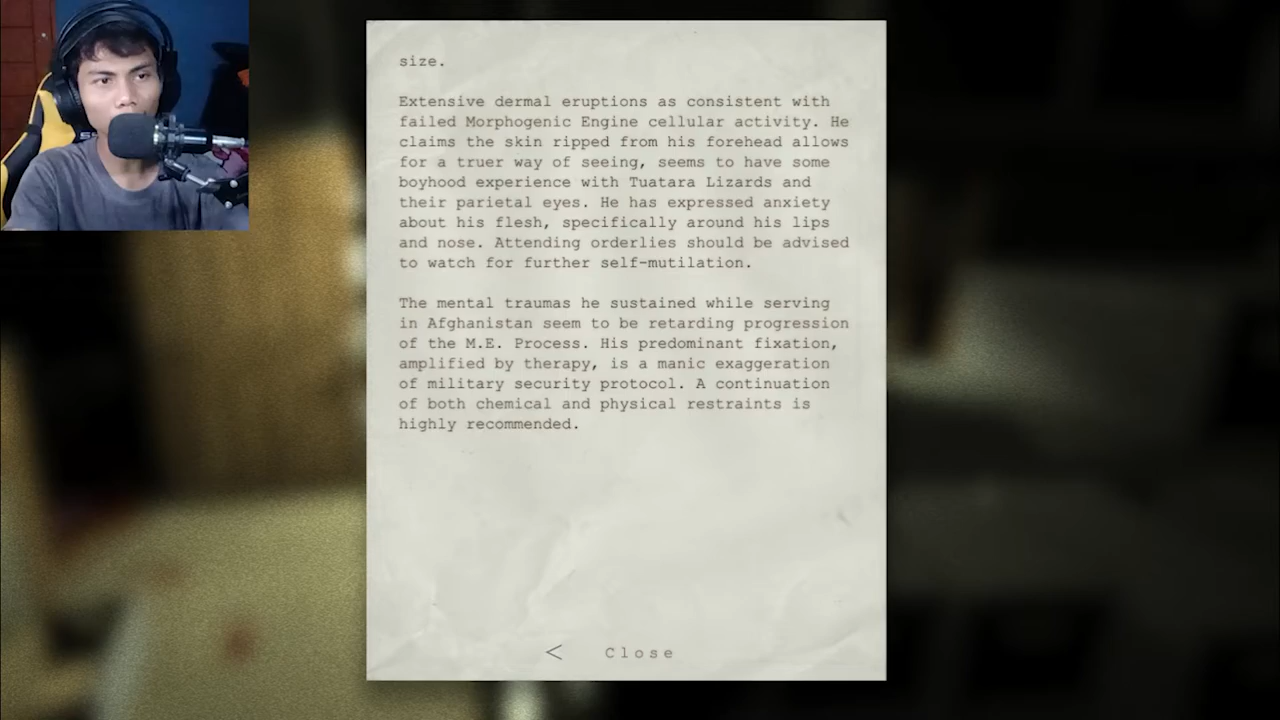 size.
Extensive dermal eruptions as consistent with
failed Morphogenic Engine cellular activity. He
claims the skin ripped from his forehead allows
for a truer way of seeing, seems to have some
boyhood experience with Tuatara Lizards and
their parietal eyes. He has expressed anxiety
about his flesh, specifically around his lips
and nose. Attending orderlies should be advised
to watch for further self-mutilation.
The mental traumas he sustained while serving
in Afghanistan seem to be retarding progression
of the M.E. Process. His predominant fixation,
amplified by therapy, is a manic exaggeration
of military security protocol. A continuation
of both chemical and physical restraints is
highly recommended.
< Close